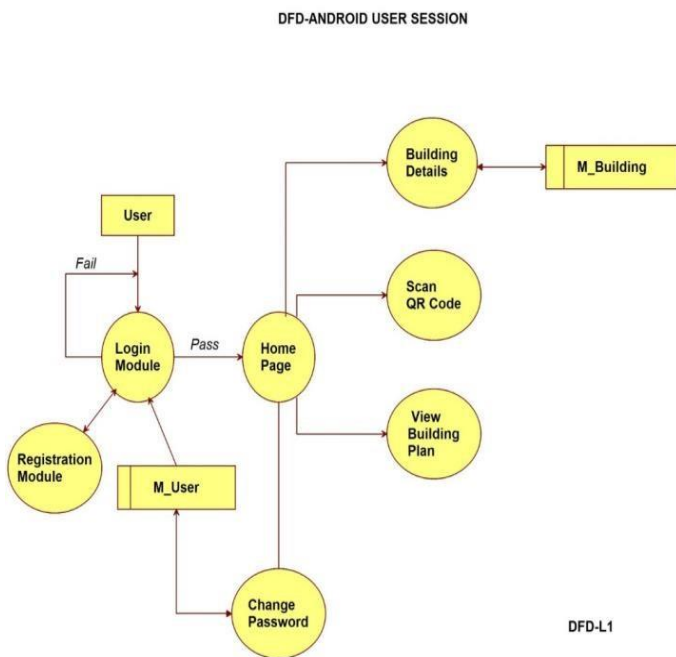 DFD-ANDROID USER SESSION
Building
Details
M_Building
User
Fail
Scan
QR Code
Login
Module
Pass
Home
Page
View
Building
Plan
Registration
Module
M_User
Change
Password
DFD-L1